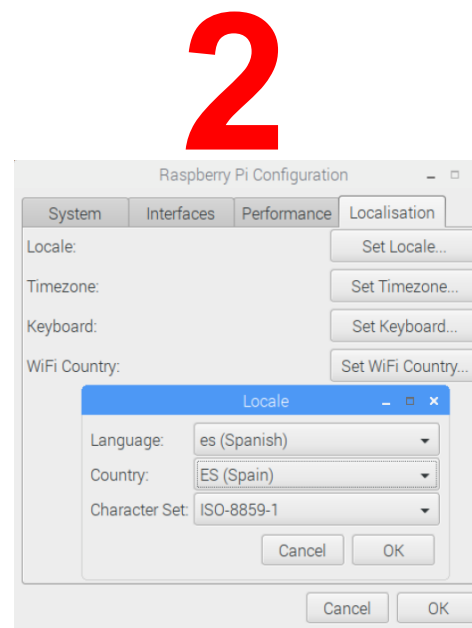 2
Raspberry Pi Configuration
System Interfaces Performance Localisation
Locale: Set Locale...
Timezone: Set Timezone...
Keyboard: Set Keyboard...
WiFi Country: Set WiFi Country...
Locale
Language: es (Spanish)
Country: ES (Spain)
Character Set: ISO-8859-1
Cancel OK
Cancel OK